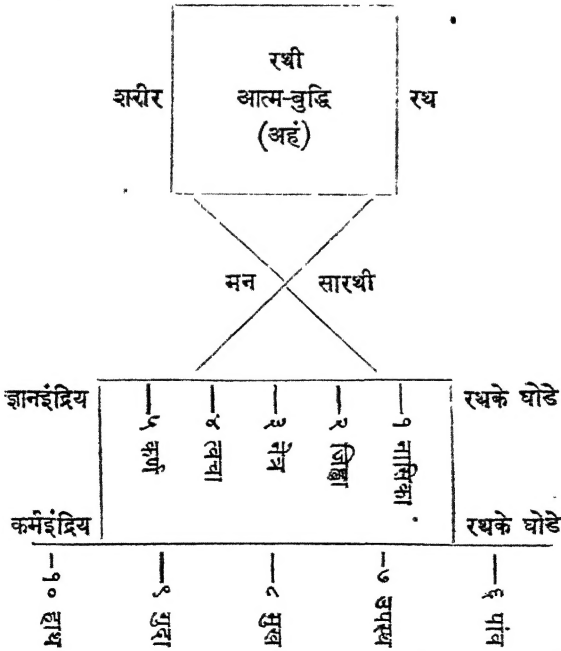 रथी
शरीर आत्म-बुद्धि रथ
(अहं)
मन सारथी
ज्ञानइंद्रिय रथके घोडे
५ कर्ण
४ त्वचा
३ नेत्र
२ जिह्वा
१ नासिका
कर्मइंद्रिय रथके घोडे
१० हाथ
९ गुदा
८ मुख
७ उपस्थ
६ पांव